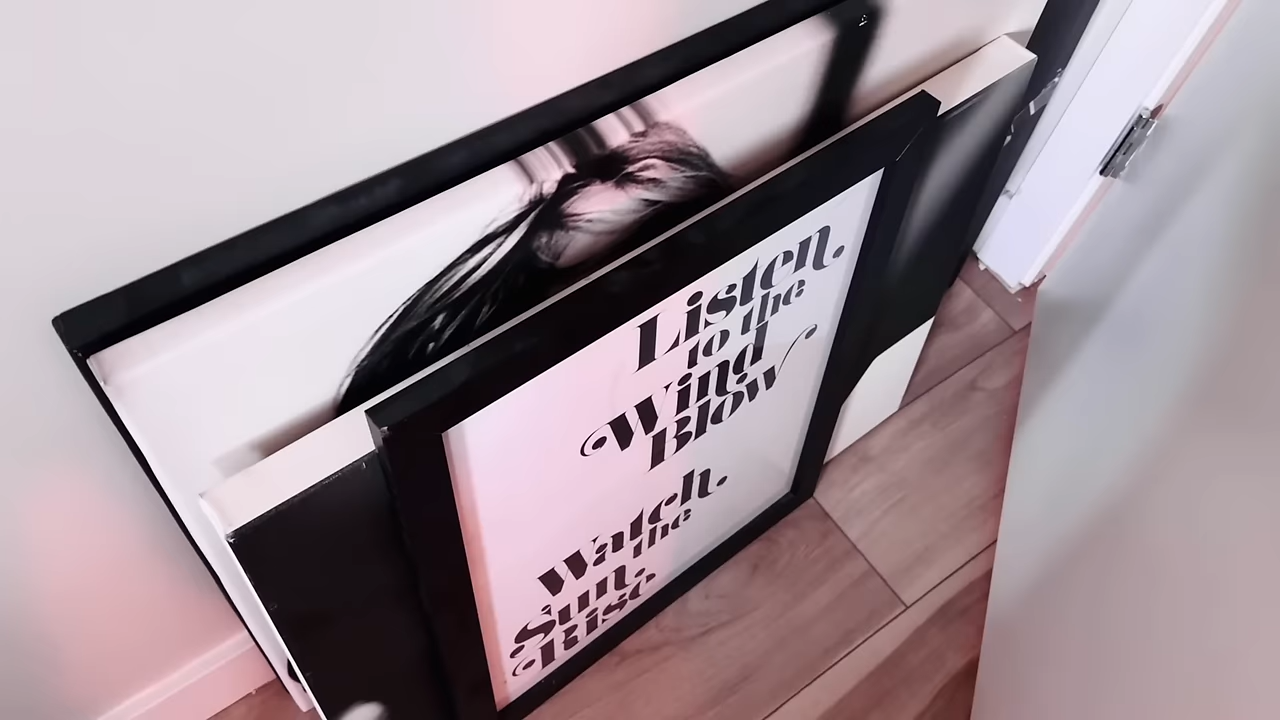 Listen.
to the
Wind
Blow
Watch.
the
Sun.
Rise